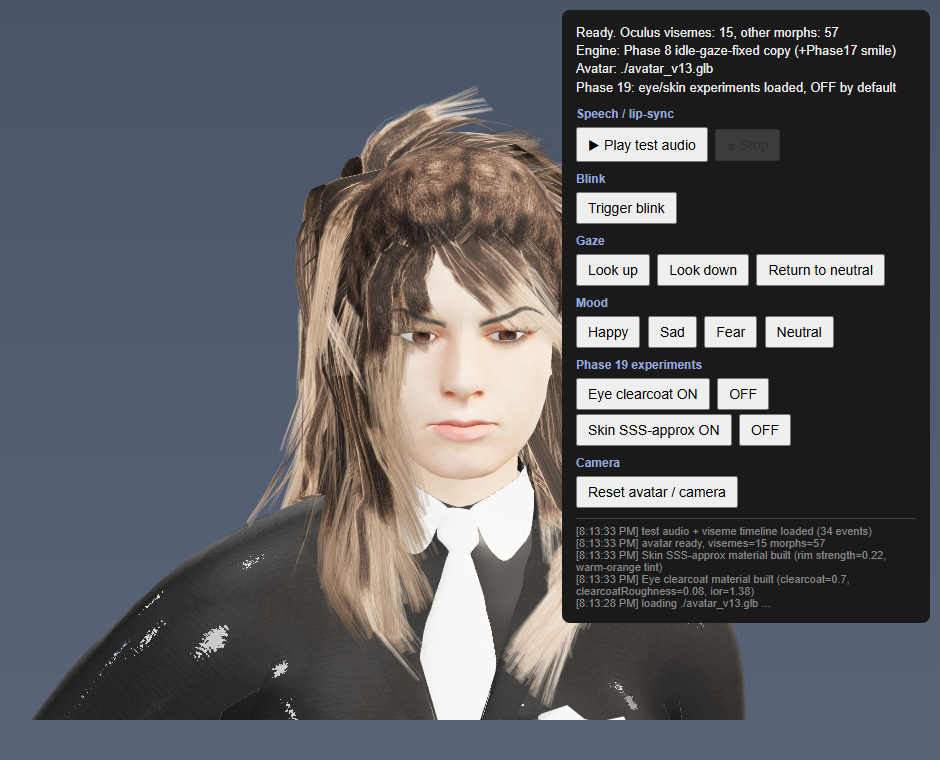 Ready. Oculus visemes: 15, other morphs: 57
Engine: Phase 8 idle-gaze-fixed copy (+Phase17 smile)
Avatar: ./avatar_v13.glb
Phase 19: eye/skin experiments loaded, OFF by default
Speech / lip-sync
▶ Play test audio ■ Stop
Blink
Trigger blink
Gaze
Look up Look down Return to neutral
Mood
Happy Sad Fear Neutral
Phase 19 experiments
Eye clearcoat ON OFF
Skin SSS-approx ON OFF
Camera
Reset avatar / camera
[8:13:33 PM] test audio + viseme timeline loaded (34 events)
[8:13:33 PM] avatar ready, visemes=15 morphs=57
[8:13:33 PM] Skin SSS-approx material built (rim strength=0.22,
warm-orange tint)
[8:13:33 PM] Eye clearcoat material built (clearcoat=0.7,
clearcoatRoughness=0.08, ior=1.38)
[8:13:28 PM] loading ./avatar_v13.glb ...